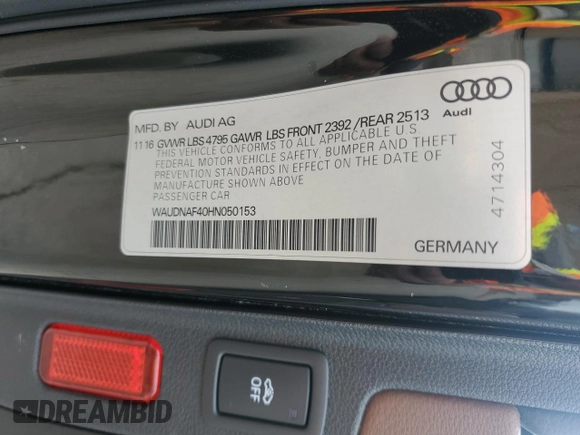 MFD. BY AUDI AG
1116 GVWR LBS 4795 GAWR LBS FRONT 2392 /REAR 2513
THIS VEHICLE CONFORMS TO ALL APPLICABLE U.S
FEDERAL MOTOR VEHICLE SAFETY, BUMPER AND THEFT
PREVENTION STANDARDS IN EFFECT ON THE DATE OF
MANUFACTURE SHOWN ABOVE
PASSENGER CAR
WAUDNAF40HN050153
Audi
4714304
GERMANY
OFF
DREAMBID